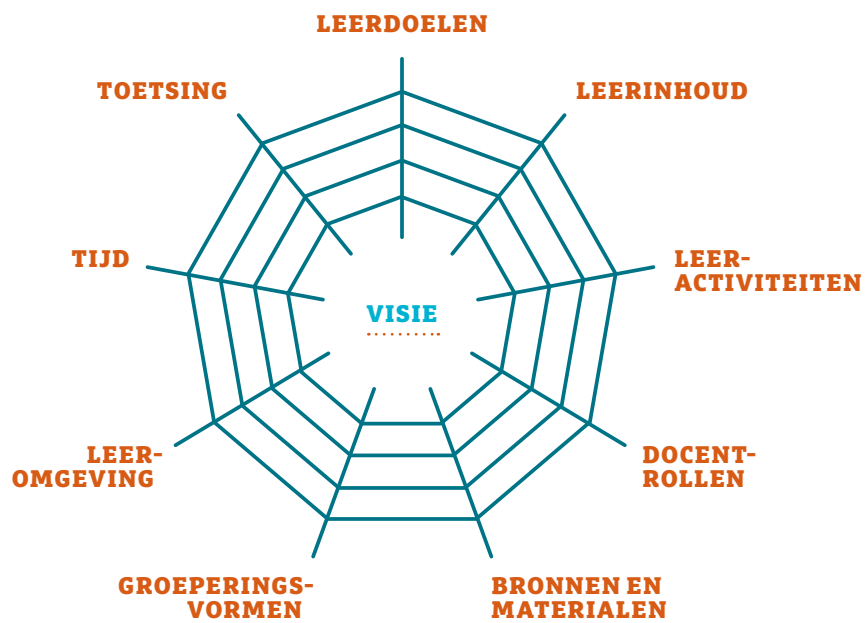 LEERDOELEN
TOETSING
LEERINHOUD
TIJD
LEER-
ACTIVITEITEN
VISIE
LEER-
OMGEVING
DOCENT-
ROLLEN
GROEPERINGS-
VORMEN
BRONNEN EN
MATERIALEN